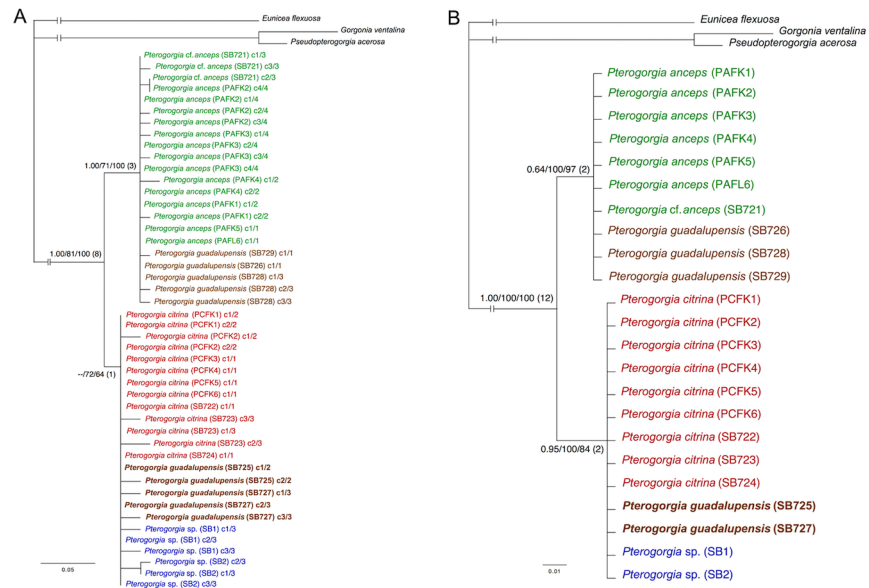 A
Eunicea flexuosa
Gorgonia ventalina
Pseudopterogorgia acerosa
Pterogorgia cf. anceps (SB721) c1/3
Pterogorgia cf. anceps (SB721) c3/3
Pterogorgia cf. anceps (SB721) c2/3
Pterogorgia anceps (PAFK2) c4/4
Pterogorgia anceps (PAFK2) c1/4
Pterogorgia anceps (PAFK2) c2/4
Pterogorgia anceps (PAFK2) c3/4
Pterogorgia anceps (PAFK3) c1/4
Pterogorgia anceps (PAFK3) c2/4
Pterogorgia anceps (PAFK3) c3/4
Pterogorgia anceps (PAFK3) c4/4
Pterogorgia anceps (PAFK4) c1/2
Pterogorgia anceps (PAFK4) c2/2
Pterogorgia anceps (PAFK1) c1/2
Pterogorgia anceps (PAFK1) c2/2
Pterogorgia anceps (PAFK5) c1/1
Pterogorgia anceps (PAFL6) c1/1
Pterogorgia guadalupensis (SB729) c1/1
Pterogorgia guadalupensis (SB726) c1/1
Pterogorgia guadalupensis (SB728) c1/3
Pterogorgia guadalupensis (SB728) c2/3
Pterogorgia guadalupensis (SB728) c3/3
Pterogorgia citrina (PCFK1) c1/2
Pterogorgia citrina (PCFK1) c2/2
Pterogorgia citrina (PCFK2) c1/2
Pterogorgia citrina (PCFK2) c2/2
Pterogorgia citrina (PCFK3) c1/1
Pterogorgia citrina (PCFK4) c1/1
Pterogorgia citrina (PCFK5) c1/1
Pterogorgia citrina (PCFK6) c1/1
Pterogorgia citrina (SB722) c1/1
Pterogorgia citrina (SB723) c3/3
Pterogorgia citrina (SB723) c1/3
Pterogorgia citrina (SB723) c2/3
Pterogorgia citrina (SB724) c1/1
Pterogorgia guadalupensis (SB725) c1/2
Pterogorgia guadalupensis (SB725) c2/2
Pterogorgia guadalupensis (SB727) c1/3
Pterogorgia guadalupensis (SB727) c2/3
Pterogorgia guadalupensis (SB727) c3/3
Pterogorgia sp. (SB1) c1/3
Pterogorgia sp. (SB1) c2/3
Pterogorgia sp. (SB1) c3/3
Pterogorgia sp. (SB2) c2/3
Pterogorgia sp. (SB2) c1/3
Pterogorgia sp. (SB2) c3/3
1.00/71/100 (3)
1.00/81/100 (8)
--/72/64 (1)
0.05
B
Eunicea flexuosa
Gorgonia ventalina
Pseudopterogorgia acerosa
Pterogorgia anceps (PAFK1)
Pterogorgia anceps (PAFK2)
Pterogorgia anceps (PAFK3)
Pterogorgia anceps (PAFK4)
Pterogorgia anceps (PAFK5)
Pterogorgia anceps (PAFL6)
Pterogorgia cf. anceps (SB721)
Pterogorgia guadalupensis (SB726)
Pterogorgia guadalupensis (SB728)
Pterogorgia guadalupensis (SB729)
Pterogorgia citrina (PCFK1)
Pterogorgia citrina (PCFK2)
Pterogorgia citrina (PCFK3)
Pterogorgia citrina (PCFK4)
Pterogorgia citrina (PCFK5)
Pterogorgia citrina (PCFK6)
Pterogorgia citrina (SB722)
Pterogorgia citrina (SB723)
Pterogorgia citrina (SB724)
Pterogorgia guadalupensis (SB725)
Pterogorgia guadalupensis (SB727)
Pterogorgia sp. (SB1)
Pterogorgia sp. (SB2)
0.64/100/97 (2)
1.00/100/100 (12)
0.95/100/84 (2)
0.01